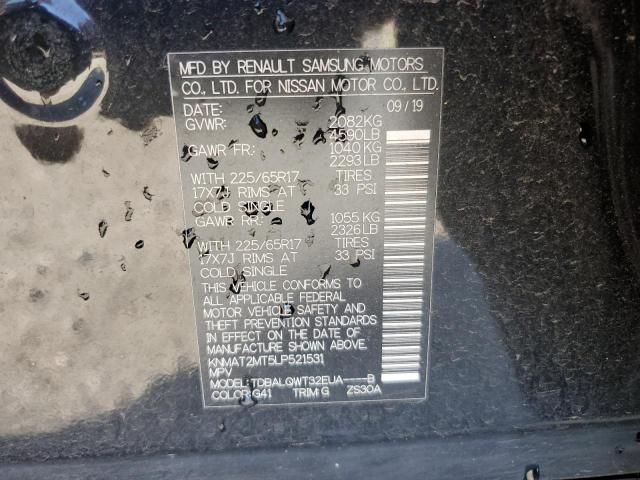 MFD BY RENAULT SAMSUNG MOTORS
CO., LTD. FOR NISSAN MOTOR CO., LTD.
DATE: 09/19
GVWR: 2082KG
4590LB
GAWR FR: 1040 KG
2293 LB
WITH 225/65R17 TIRES
17X7J RIMS AT 33 PSI
COLD SINGLE
GAWR RR: 1055 KG
2326 LB
WITH 225/65R17 TIRES
17X7J RIMS AT 33 PSI
COLD SINGLE
THIS VEHICLE CONFORMS TO
ALL APPLICABLE FEDERAL
MOTOR VEHICLE SAFETY AND
THEFT PREVENTION STANDARDS
IN EFFECT ON THE DATE OF
MANUFACTURE SHOWN ABOVE.
KNMAT2MT5LP521531
MPV
MODEL: TDBALQWT32EUA----B
COLOR: G41 TRIM: G ZS30A